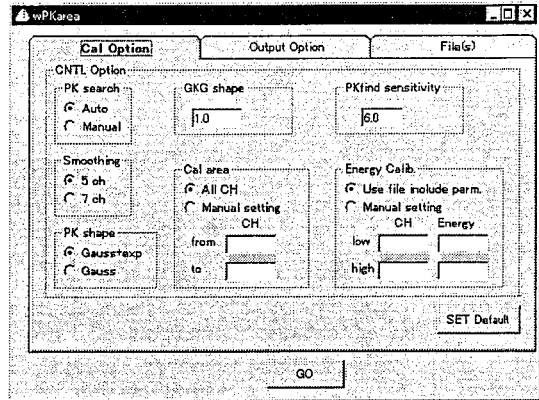 wPKarea
Cal Option
Output Option
File(s)
CNTL Option
PK search
Auto
Manual
GKG shape
1.0
PKfind sensitivity
6.0
Smoothing
5 ch
7 ch
Cal area
All CH
Manual setting
CH
from
to
Energy Calib.
Use file include perm.
Manual setting
CH Energy
low
high
PK shape
Gauss+exp
Gauss
SET Default
GO